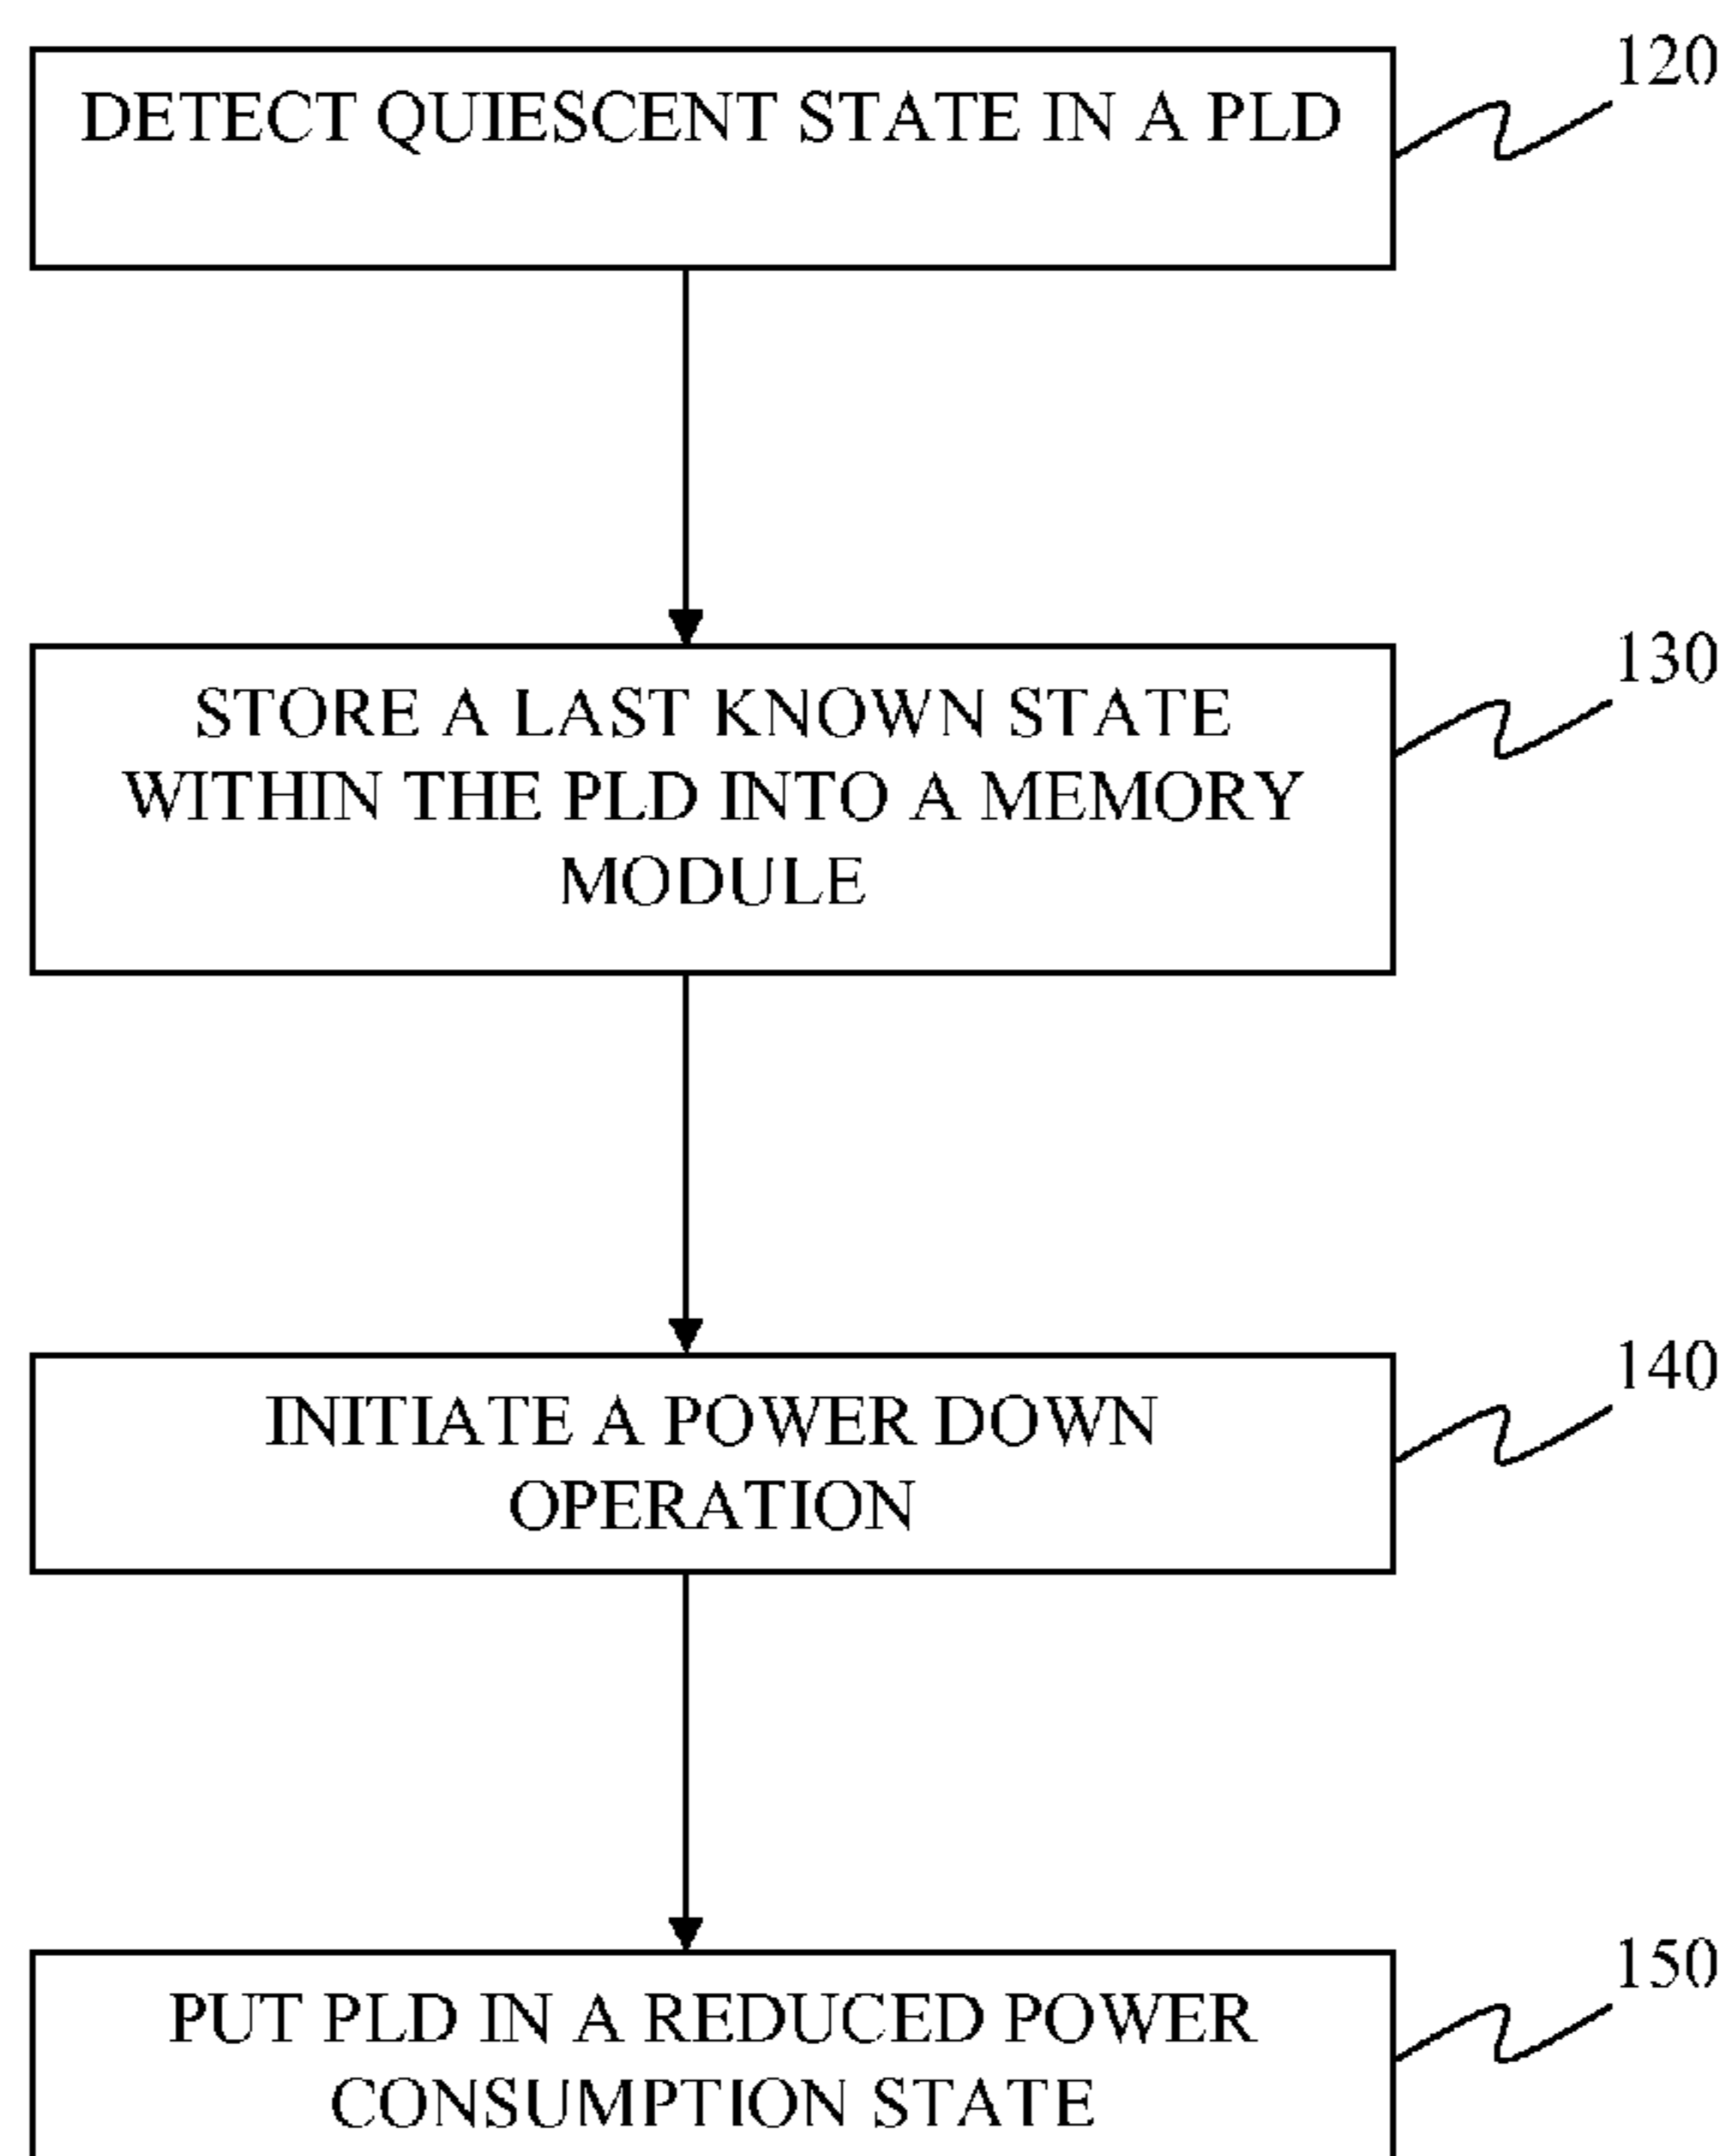 120
DETECT QUIESCENT STATE IN A PLD
130
STORE A LAST KNOWN STATE
WITHIN THE PLD INTO A MEMORY
MODULE
140
INITIATE A POWER DOWN
OPERATION
150
PUT PLD IN A REDUCED POWER
CONSUMPTION STATE